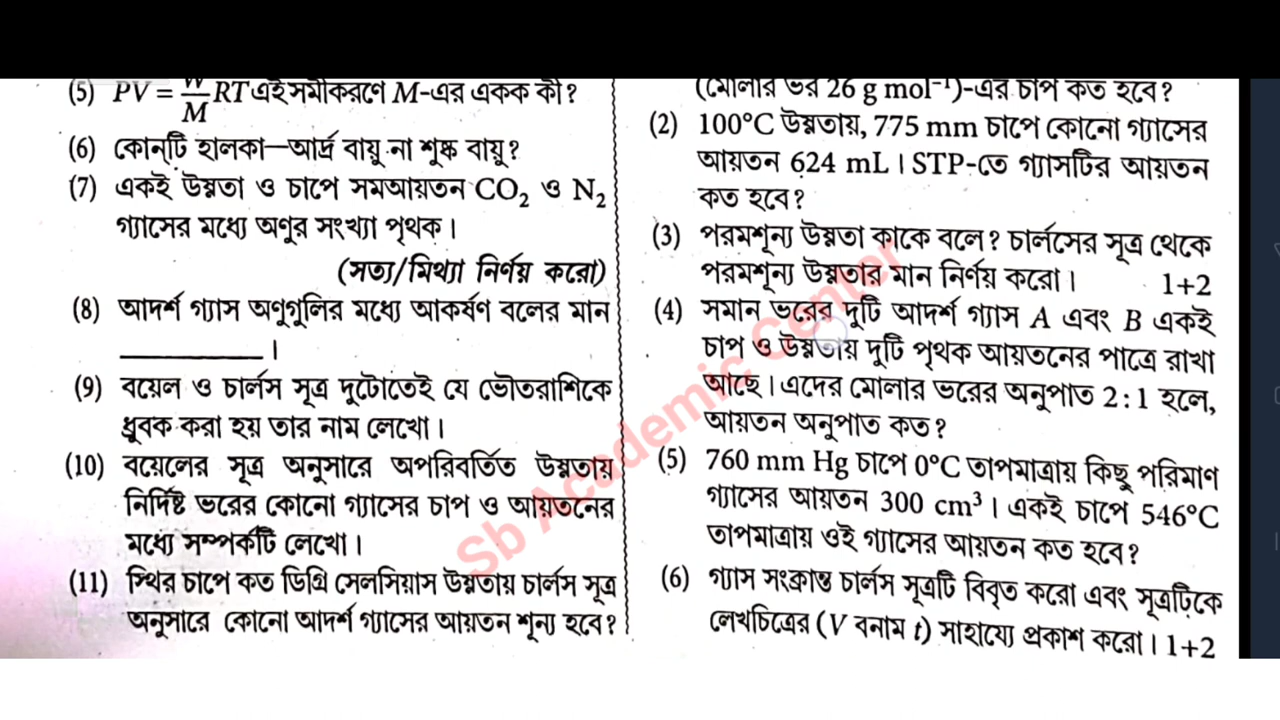 (5) PV = W/M RT এই সমীকরণে M-এর একক কী?
(6) কোন্‌টি হালকা—আর্দ্র বায়ু না শুষ্ক বায়ু?
(7) একই উষ্ণতা ও চাপে সমআয়তন CO₂ ও N₂
গ্যাসের মধ্যে অণুর সংখ্যা পৃথক।
(সত্য/মিথ্যা নির্ণয় করো)
(8) আদর্শ গ্যাস অণুগুলির মধ্যে আকর্ষণ বলের মান
____________ ।
(9) বয়েল ও চার্লস সূত্র দুটোতেই যে ভৌতরাশিকে
ধ্রুবক করা হয় তার নাম লেখো।
(10) বয়েলের সূত্র অনুসারে অপরিবর্তিত উষ্ণতায়
নির্দিষ্ট ভরের কোনো গ্যাসের চাপ ও আয়তনের
মধ্যে সম্পর্কটি লেখো।
(11) স্থির চাপে কত ডিগ্রি সেলসিয়াস উষ্ণতায় চার্লস সূত্র
অনুসারে কোনো আদর্শ গ্যাসের আয়তন শূন্য হবে?
(মোলার ভর 26 g mol⁻¹)-এর চাপ কত হবে?
(2) 100°C উষ্ণতায়, 775 mm চাপে কোনো গ্যাসের
আয়তন 624 mL। STP-তে গ্যাসটির আয়তন
কত হবে?
(3) পরমশূন্য উষ্ণতা কাকে বলে? চার্লসের সূত্র থেকে
পরমশূন্য উষ্ণতার মান নির্ণয় করো। 1+2
(4) সমান ভরের দুটি আদর্শ গ্যাস A এবং B একই
চাপ ও উষ্ণতায় দুটি পৃথক আয়তনের পাত্রে রাখা
আছে। এদের মোলার ভরের অনুপাত 2:1 হলে,
আয়তন অনুপাত কত?
(5) 760 mm Hg চাপে 0°C তাপমাত্রায় কিছু পরিমাণ
গ্যাসের আয়তন 300 cm³। একই চাপে 546°C
তাপমাত্রায় ওই গ্যাসের আয়তন কত হবে?
(6) গ্যাস সংক্রান্ত চার্লস সূত্রটি বিবৃত করো এবং সূত্রটিকে
লেখচিত্রের (V বনাম t) সাহায্যে প্রকাশ করো। 1+2
Sb Academic Center